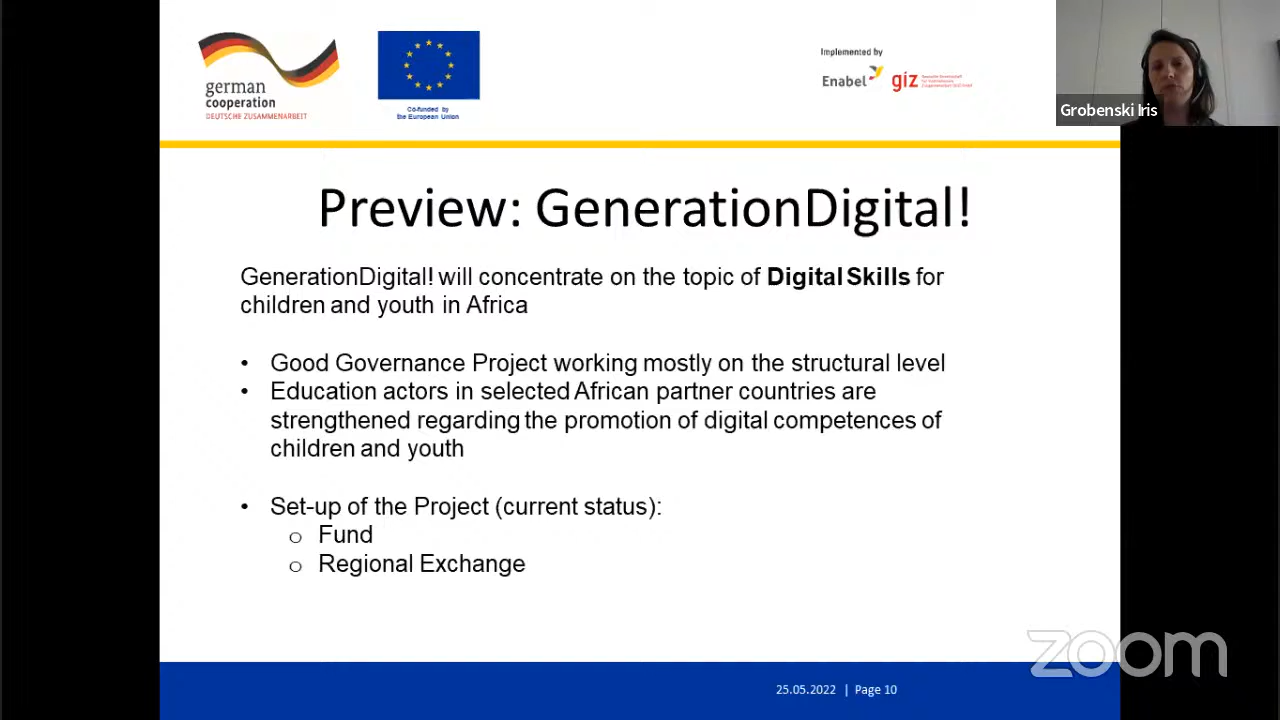 german
cooperation
DEUTSCHE ZUSAMMENARBEIT
Co-funded by
the European Union
Implemented by
Enabel
giz
Grobenski Iris
Preview: GenerationDigital!
GenerationDigital! will concentrate on the topic of Digital Skills for
children and youth in Africa
• Good Governance Project working mostly on the structural level
• Education actors in selected African partner countries are
strengthened regarding the promotion of digital competences of
children and youth
• Set-up of the Project (current status):
o Fund
o Regional Exchange
zoom
25.05.2022 | Page 10